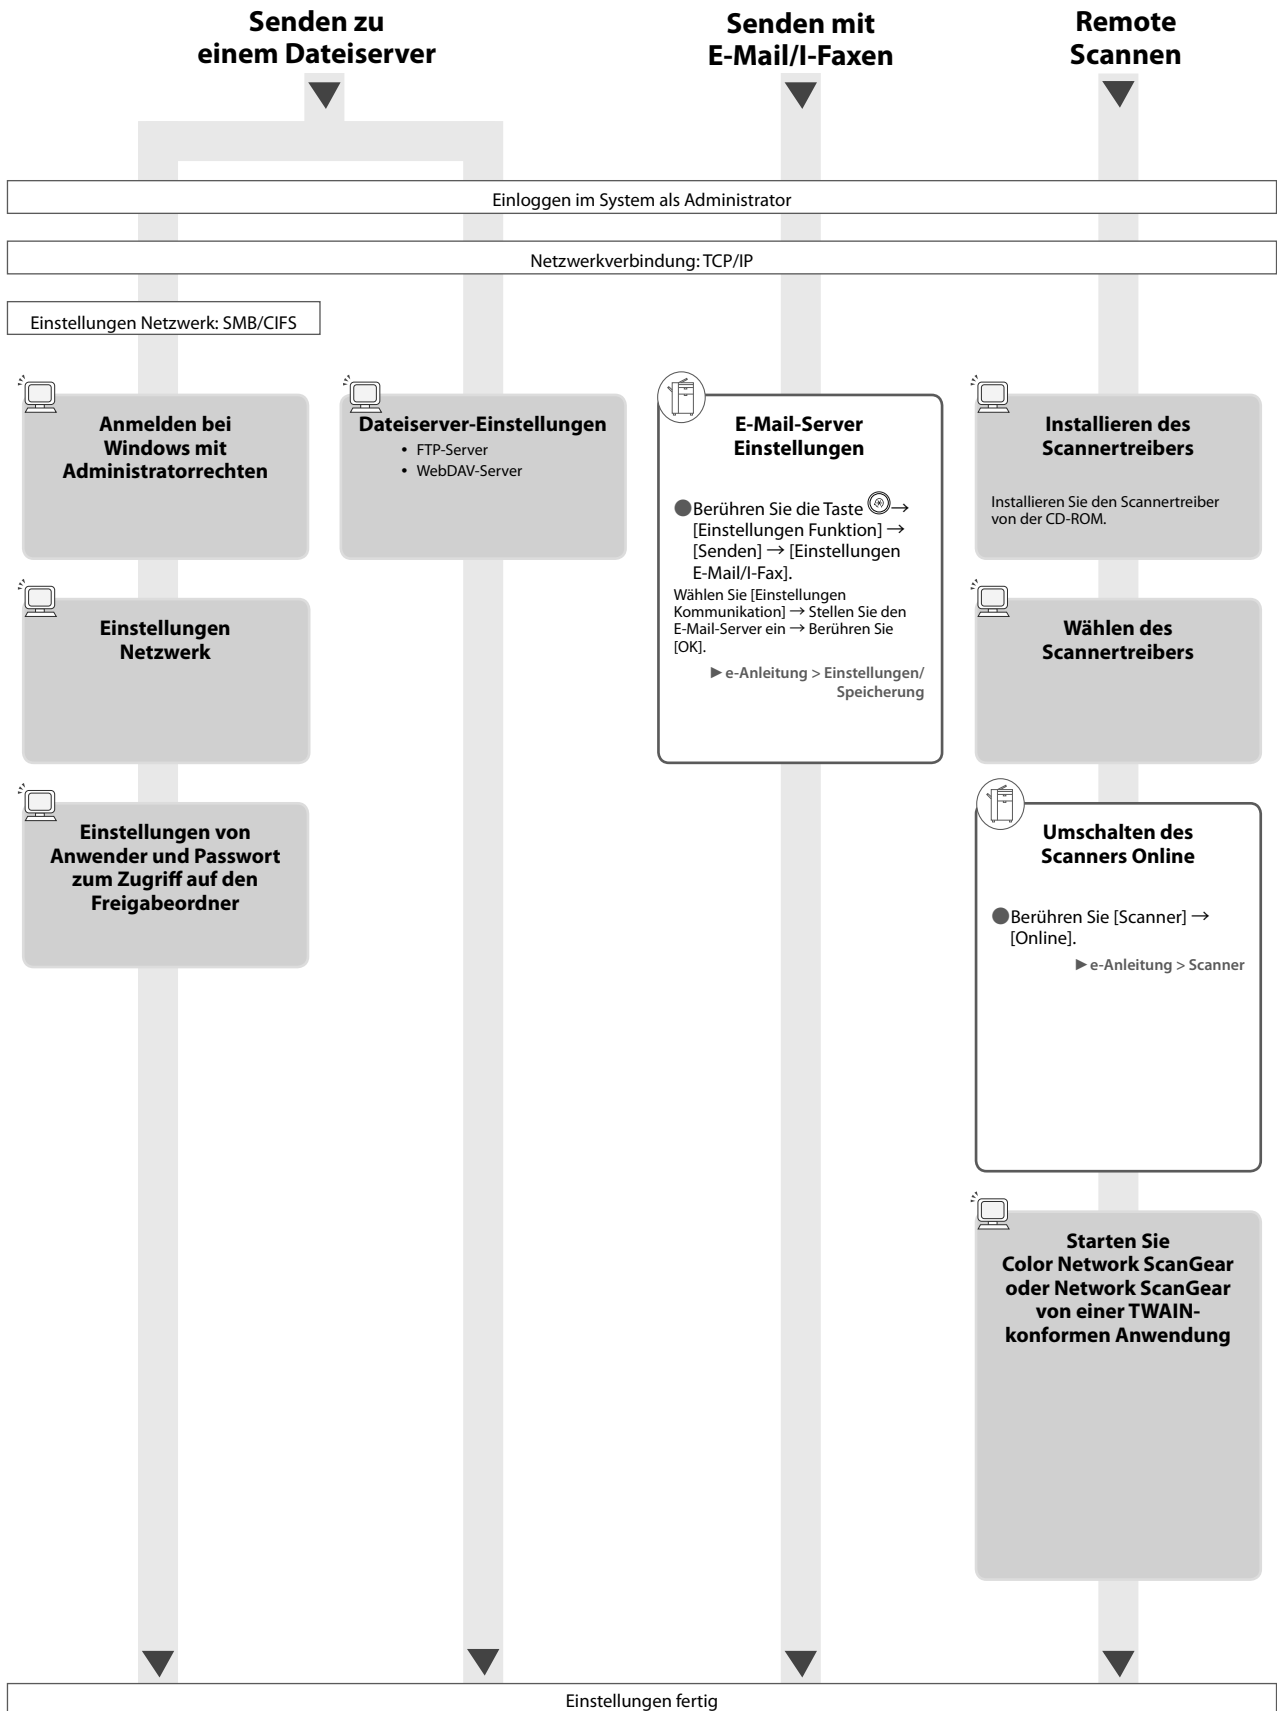 Senden zu
einem Dateiserver
Senden mit
E-Mail/I-Faxen
Remote
Scannen
Einloggen im System als Administrator
Netzwerkverbindung: TCP/IP
Einstellungen Netzwerk: SMB/CIFS
Anmelden bei
Windows mit
Administratorrechten
Einstellungen
Netzwerk
Einstellungen von
Anwender und Passwort
zum Zugriff auf den
Freigabeordner
Dateiserver-Einstellungen
• FTP-Server
• WebDAV-Server
E-Mail-Server
Einstellungen
●Berühren Sie die Taste →
[Einstellungen Funktion] →
[Senden] → [Einstellungen
E-Mail/I-Fax].
Wählen Sie [Einstellungen
Kommunikation] → Stellen Sie den
E-Mail-Server ein → Berühren Sie
[OK].
► e-Anleitung > Einstellungen/
Speicherung
Installieren des
Scannertreibers
Installieren Sie den Scannertreiber
von der CD-ROM.
Wählen des
Scannertreibers
Umschalten des
Scanners Online
●Berühren Sie [Scanner] →
[Online].
► e-Anleitung > Scanner
Starten Sie
Color Network ScanGear
oder Network ScanGear
von einer TWAIN-
konformen Anwendung
Einstellungen fertig